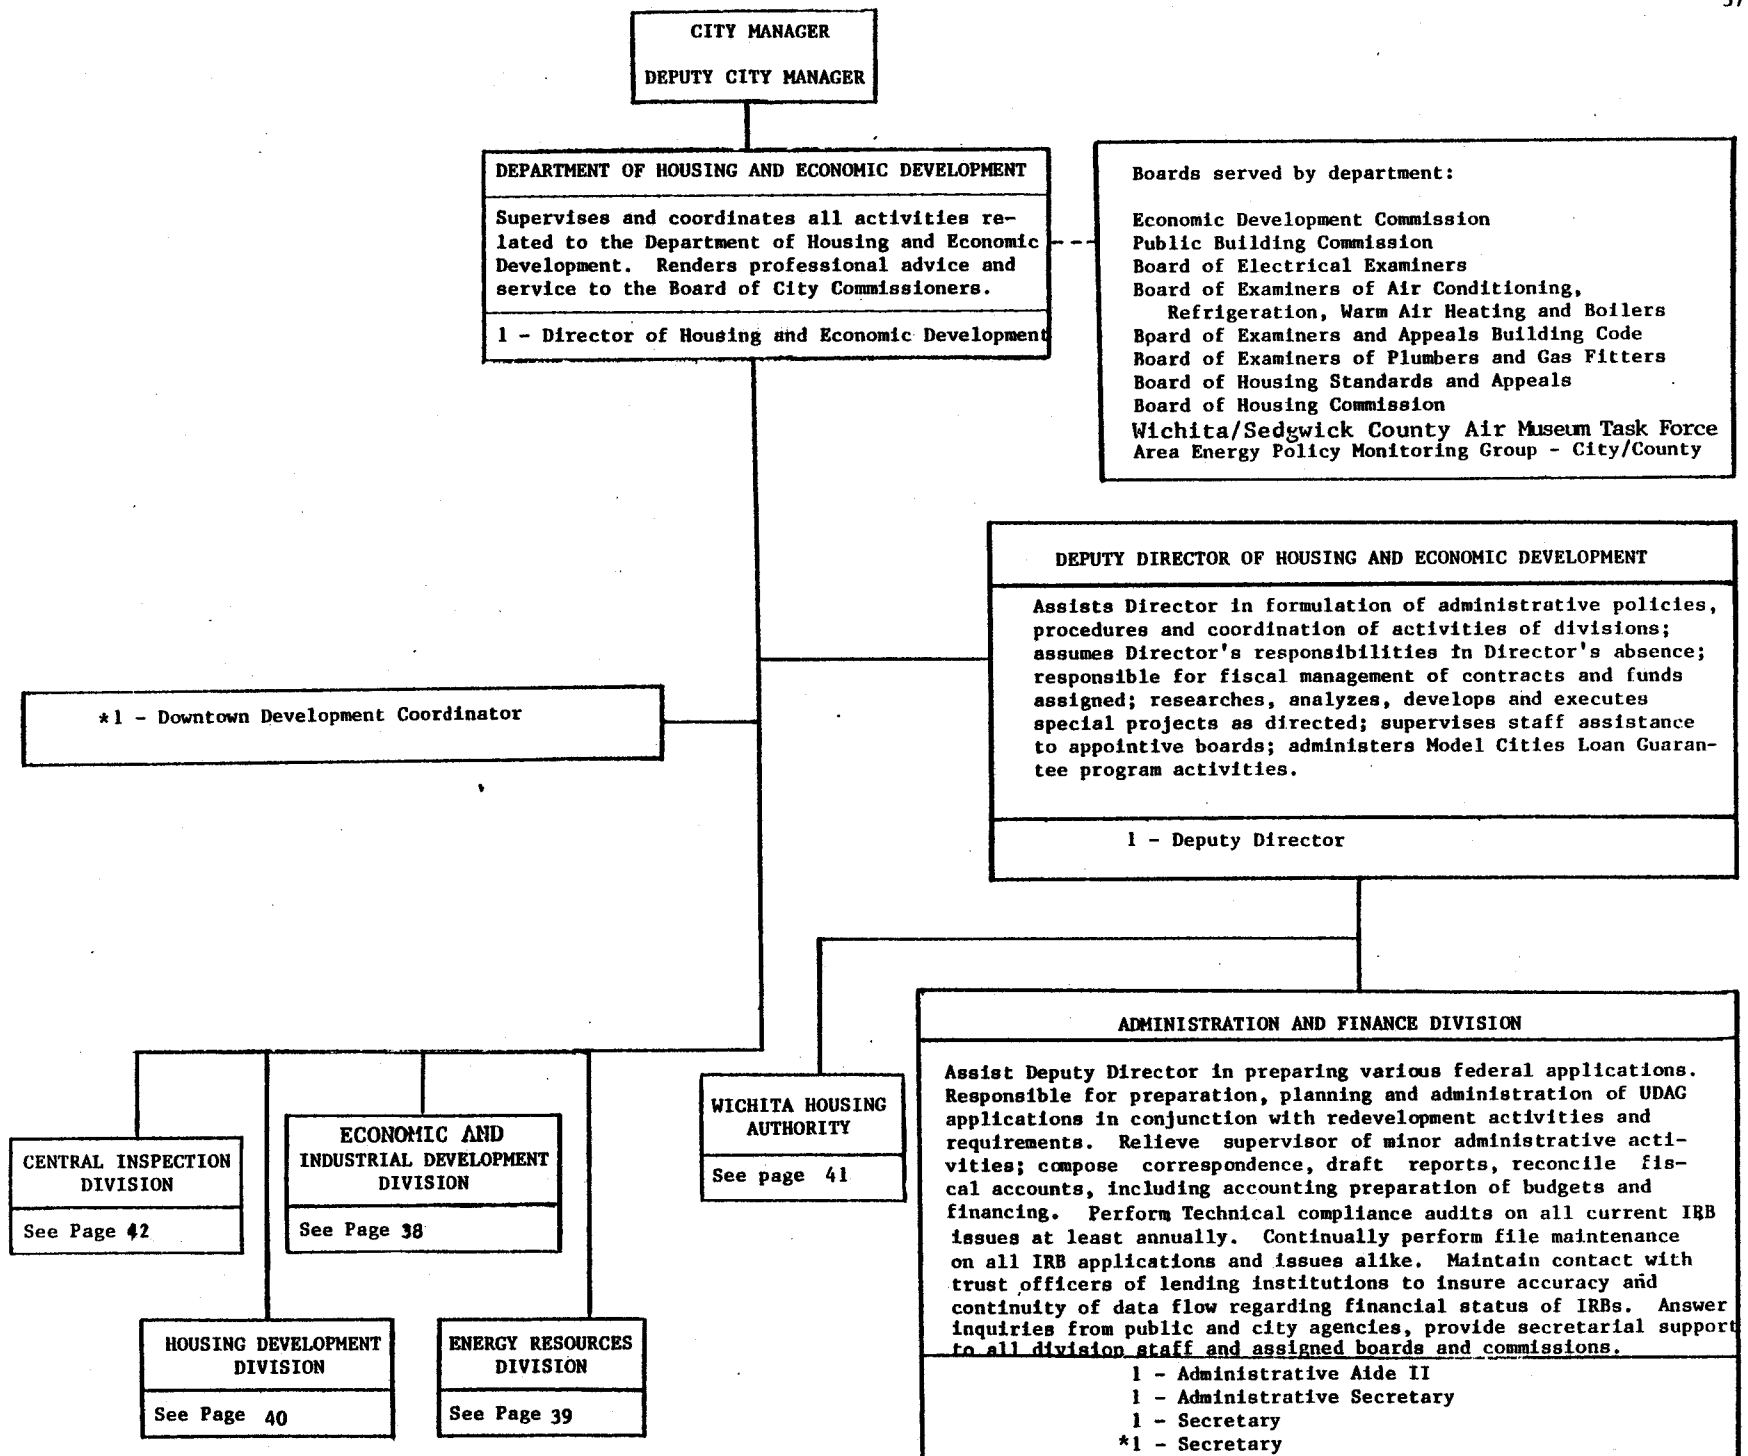 CITY MANAGER
DEPUTY CITY MANAGER
DEPARTMENT OF HOUSING AND ECONOMIC DEVELOPMENT
Supervises and coordinates all activities re-
lated to the Department of Housing and Economic
Development. Renders professional advice and
service to the Board of City Commissioners.
1 - Director of Housing and Economic Development
Boards served by department:
Economic Development Commission
Public Building Commission
Board of Electrical Examiners
Board of Examiners of Air Conditioning,
Refrigeration, Warm Air Heating and Boilers
Board of Examiners and Appeals Building Code
Board of Examiners of Plumbers and Gas Fitters
Board of Housing Standards and Appeals
Board of Housing Commission
Wichita/Sedgwick County Air Museum Task Force
Area Energy Policy Monitoring Group - City/County
DEPUTY DIRECTOR OF HOUSING AND ECONOMIC DEVELOPMENT
Assists Director in formulation of administrative policies,
procedures and coordination of activities of divisions;
assumes Director's responsibilities in Director's absence;
responsible for fiscal management of contracts and funds
assigned; researches, analyzes, develops and executes
special projects as directed; supervises staff assistance
to appointive boards; administers Model Cities Loan Guaran-
tee program activities.
1 - Deputy Director
*1 - Downtown Development Coordinator
CENTRAL INSPECTION
DIVISION
See Page 42
ECONOMIC AND
INDUSTRIAL DEVELOPMENT
DIVISION
See Page 38
HOUSING DEVELOPMENT
DIVISION
See Page 40
ENERGY RESOURCES
DIVISION
See Page 39
WICHITA HOUSING
AUTHORITY
See page 41
ADMINISTRATION AND FINANCE DIVISION
Assist Deputy Director in preparing various federal applications.
Responsible for preparation, planning and administration of UDAG
applications in conjunction with redevelopment activities and
requirements. Relieve supervisor of minor administrative acti-
vities; compose correspondence, draft reports, reconcile fis-
cal accounts, including accounting preparation of budgets and
financing. Perform Technical compliance audits on all current IRB
issues at least annually. Continually perform file maintenance
on all IRB applications and issues alike. Maintain contact with
trust officers of lending institutions to insure accuracy and
continuity of data flow regarding financial status of IRBs. Answer
inquiries from public and city agencies, provide secretarial support
to all division staff and assigned boards and commissions.
1 - Administrative Aide II
1 - Administrative Secretary
1 - Secretary
*1 - Secretary